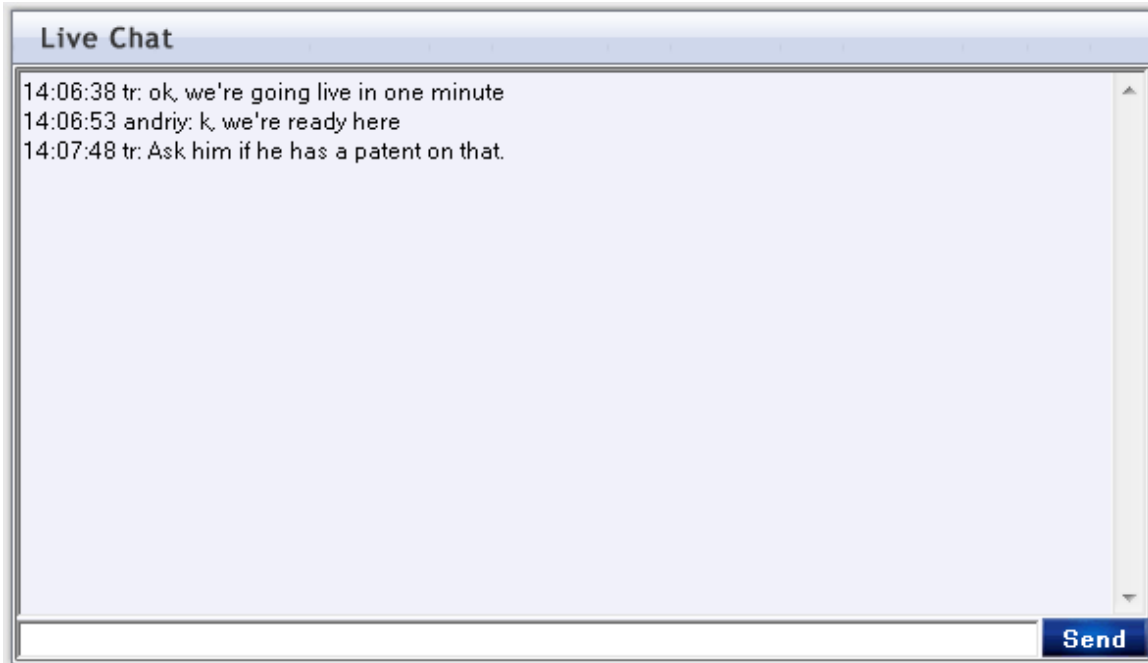 Live Chat
14:06:38 tr: ok, we're going live in one minute
14:06:53 andriy: k, we're ready here
14:07:48 tr: Ask him if he has a patent on that.
Send